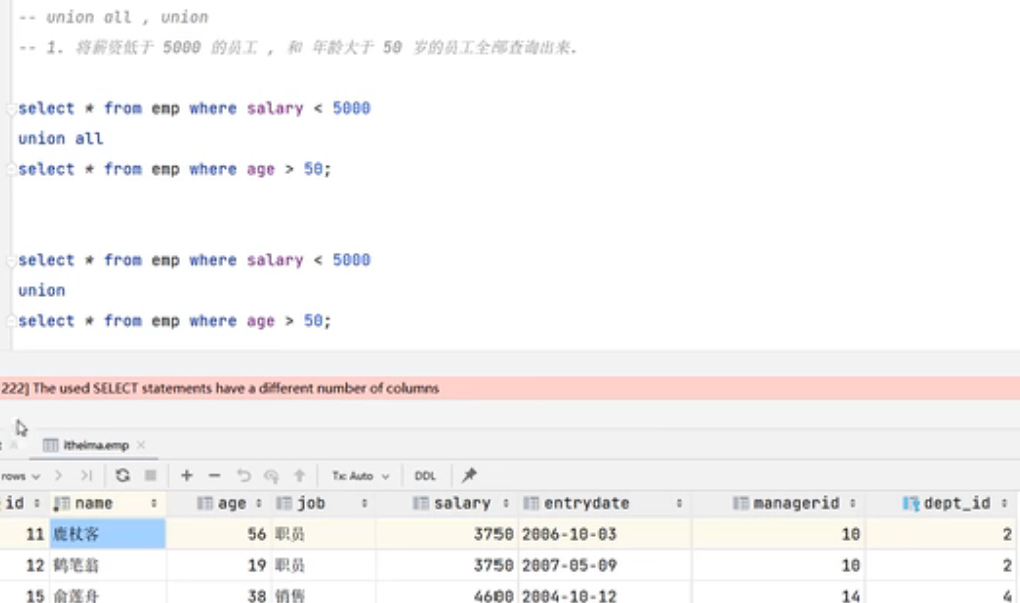 -- union all , union
-- 1. 将薪资低于 5000 的员工 , 和 年龄大于 50 岁的员工全部查询出来.
select * from emp where salary < 5000
union all
select * from emp where age > 50;
select * from emp where salary < 5000
union
select * from emp where age > 50;
222] The used SELECT statements have a different number of columns
itheima.emp
rows Tx: Auto DDL
id name age job salary entrydate managerid dept_id
11 鹿杖客 56 职员 3750 2006-10-03 10 2
12 鹤笔翁 19 职员 3750 2007-05-09 10 2
15 俞莲舟 38 销售 4600 2004-10-12 14 4